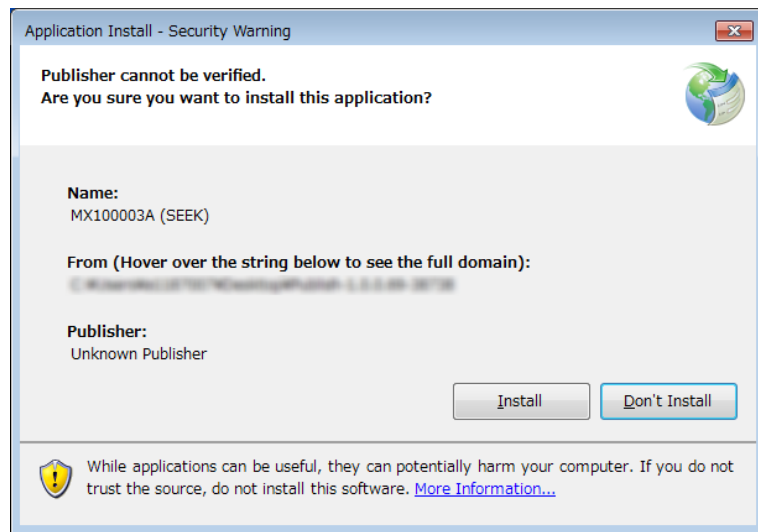 Application Install - Security Warning
Publisher cannot be verified.
Are you sure you want to install this application?
Name:
MX100003A (SEEK)
From (Hover over the string below to see the full domain):
Publisher:
Unknown Publisher
Install
Don't Install
While applications can be useful, they can potentially harm your computer. If you do not
trust the source, do not install this software. More Information...